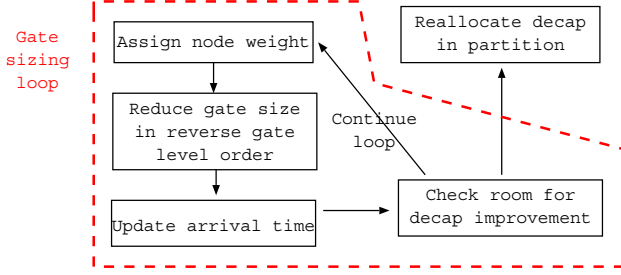 Gate
sizing
loop
Assign node weight
Reallocate decap
in partition
Reduce gate size
in reverse gate
level order
Continue
loop
Update arrival time
Check room for
decap improvement